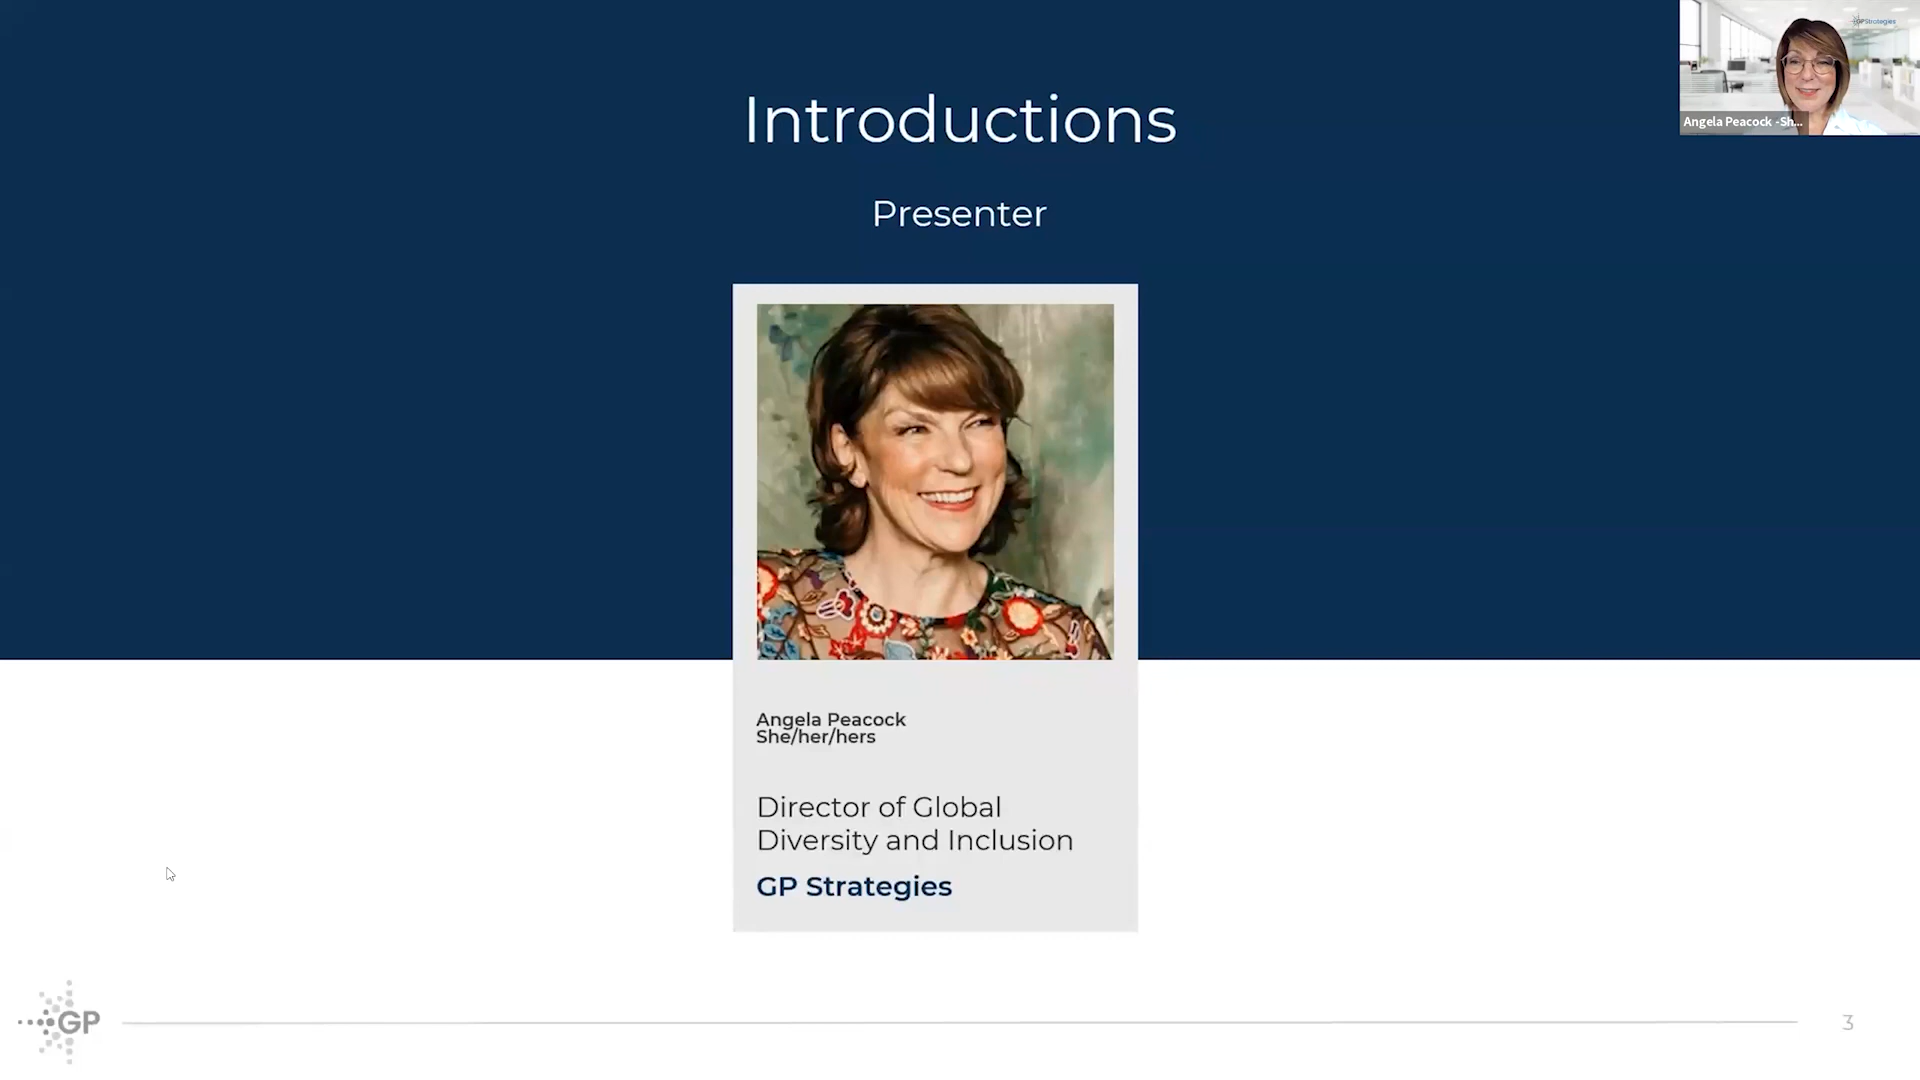 GPStrategies
Angela Peacock -Sh...
Introductions
Presenter
Angela Peacock
She/her/hers
Director of Global
Diversity and Inclusion
GP Strategies
GP
3